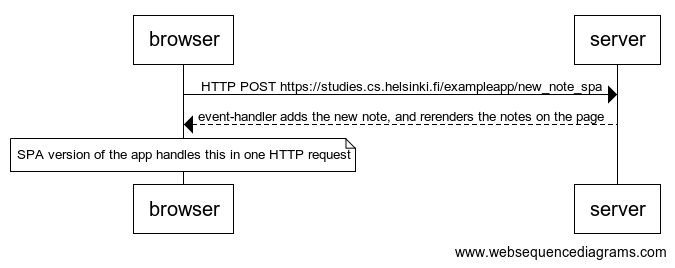 browser server
HTTP POST https://studies.cs.helsinki.fi/exampleapp/new_note_spa
event-handler adds the new note, and rerenders the notes on the page
SPA version of the app handles this in one HTTP request
browser server
www.websequencediagrams.com